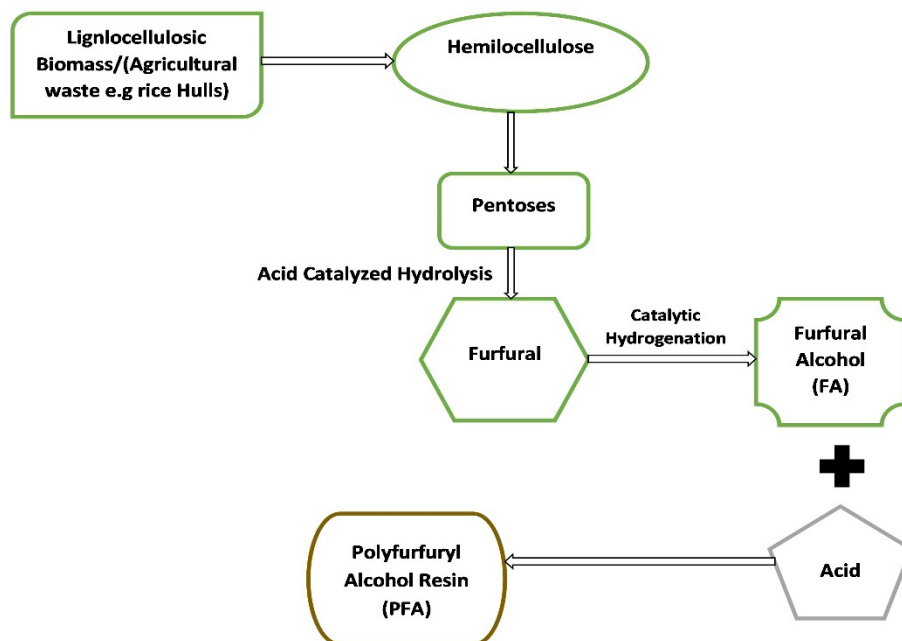 Lignlocellulosic
Biomass/(Agricultural
waste e.g rice Hulls)
Hemilocellulose
Pentoses
Acid Catalyzed Hydrolysis
Furfural
Catalytic
Hydrogenation
Furfural
Alcohol
(FA)
Acid
Polyfurfuryl
Alcohol Resin
(PFA)